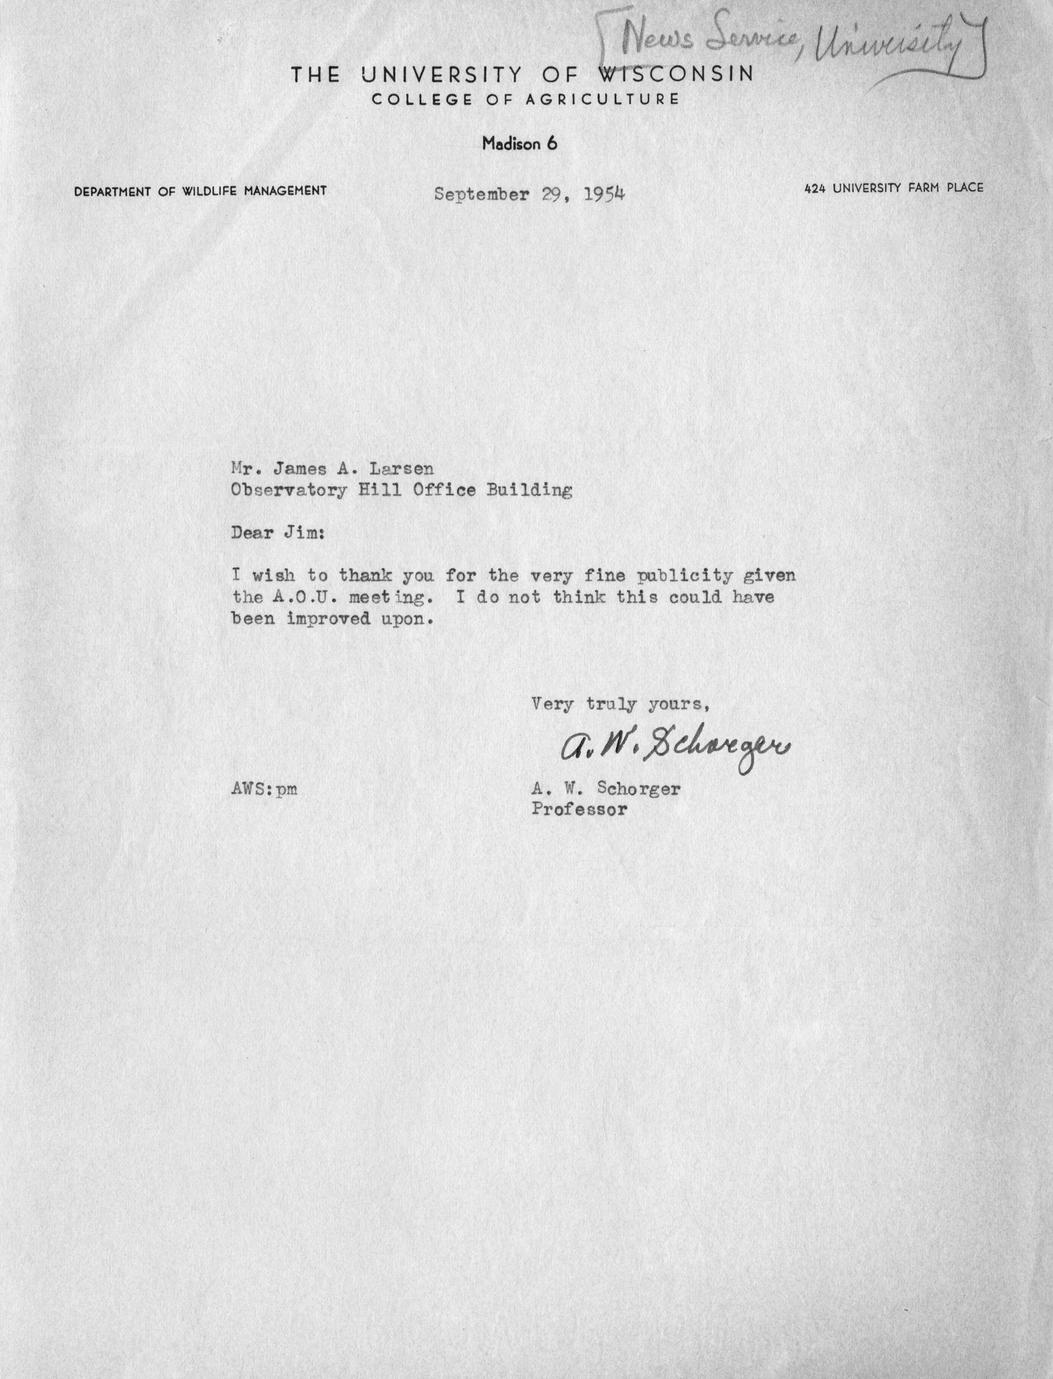 [News Service, University]
THE UNIVERSITY OF WISCONSIN
COLLEGE OF AGRICULTURE
Madison 6
DEPARTMENT OF WILDLIFE MANAGEMENT
September 29, 1954
424 UNIVERSITY FARM PLACE
Mr. James A. Larsen
Observatory Hill Office Building
Dear Jim:
I wish to thank you for the very fine publicity given
the A.O.U. meeting. I do not think this could have
been improved upon.
Very truly yours,
A. W. Schorger
AWS:pm
A. W. Schorger
Professor